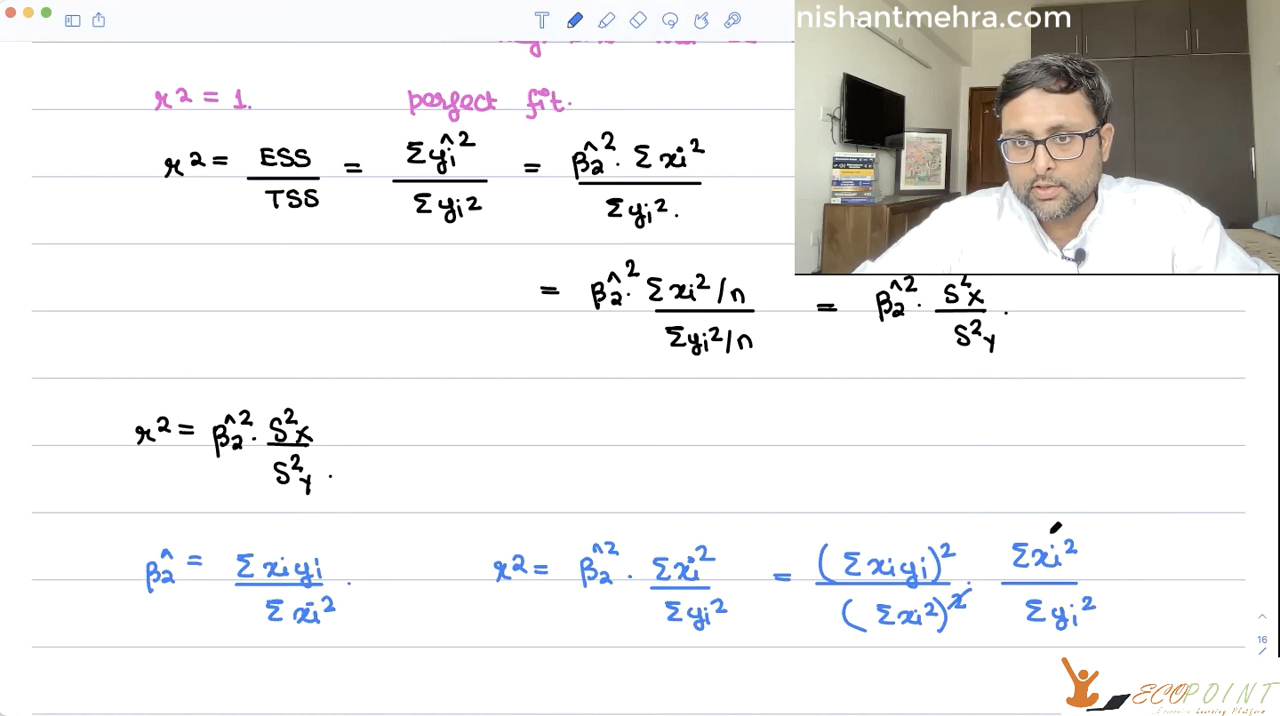 nishantmehra.com
r² = 1. perfect fit.
r² = ESS / TSS = Σŷi² / Σyi² = β̂2² · Σxi² / Σyi².
= β̂2² · Σxi²/n / Σyi²/n = β̂2² · S²x / S²y .
r² = β̂2² · S²x / S²y .
β̂2 = Σxiyi / Σxi² . r² = β̂2² · Σxi² / Σyi² = (Σxiyi)² / (Σxi²)² · Σxi² / Σyi²
16
ECOPOINT